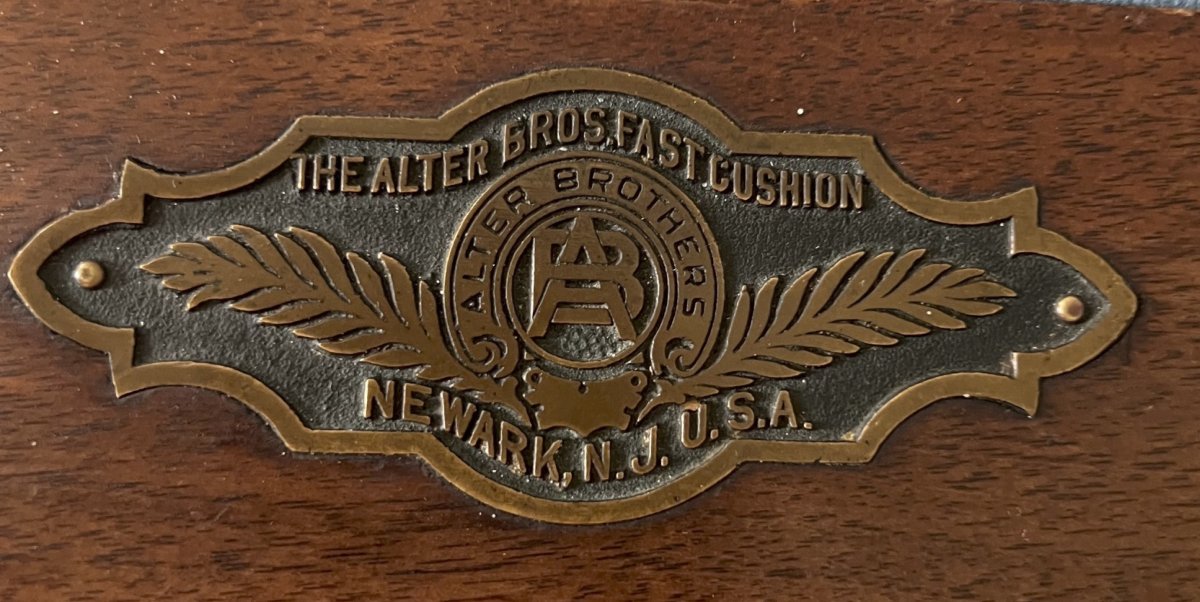 THE ALTER BROS. FAST CUSHION
ALTER BROTHERS
AB
NEWARK, N. J. U. S. A.